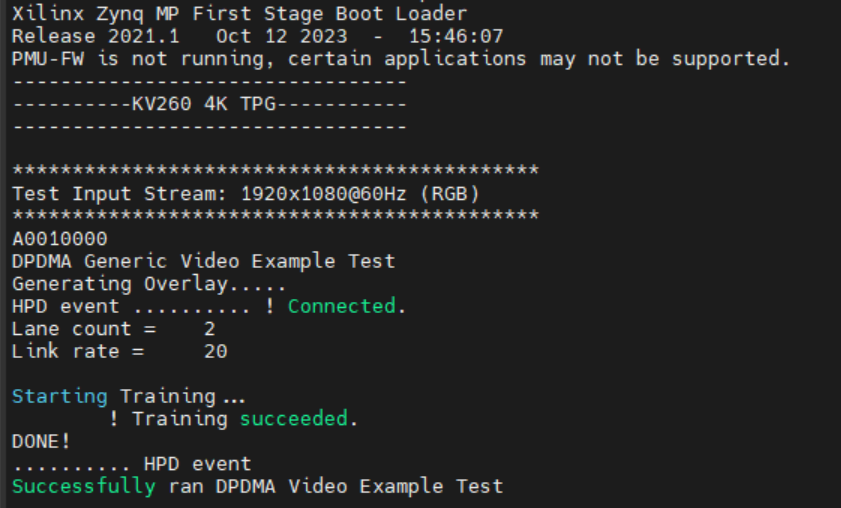 Xilinx Zynq MP First Stage Boot Loader
Release 2021.1   Oct 12 2023  -  15:46:07
PMU-FW is not running, certain applications may not be supported.
---------------------------------
----------KV260 4K TPG-----------
---------------------------------
********************************************
Test Input Stream: 1920x1080@60Hz (RGB)
********************************************
A0010000
DPDMA Generic Video Example Test
Generating Overlay.....
HPD event .......... ! Connected.
Lane count =    2
Link rate =     20
Starting Training...
        ! Training succeeded.
DONE!
.......... HPD event
Successfully ran DPDMA Video Example Test